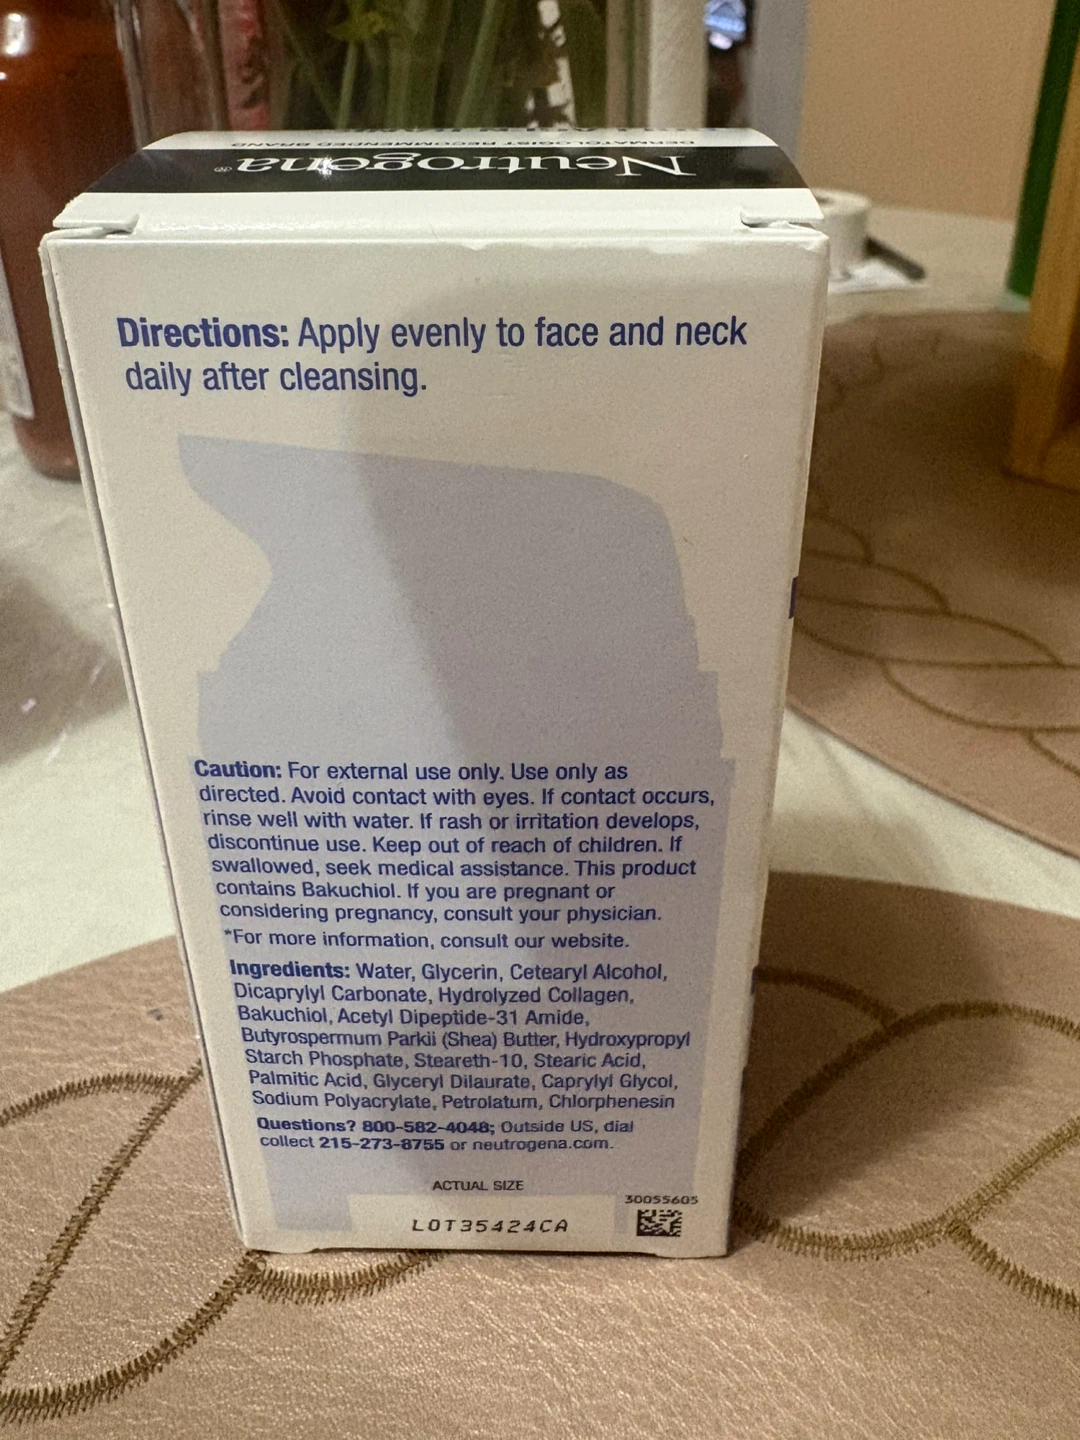 DERMATOLOGIST RECOMMENDED BRAND
Neutrogena®
Directions: Apply evenly to face and neck
daily after cleansing.
Caution: For external use only. Use only as
directed. Avoid contact with eyes. If contact occurs,
rinse well with water. If rash or irritation develops,
discontinue use. Keep out of reach of children. If
swallowed, seek medical assistance. This product
contains Bakuchiol. If you are pregnant or
considering pregnancy, consult your physician.
*For more information, consult our website.
Ingredients: Water, Glycerin, Cetearyl Alcohol,
Dicaprylyl Carbonate, Hydrolyzed Collagen,
Bakuchiol, Acetyl Dipeptide-31 Amide,
Butyrospermum Parkii (Shea) Butter, Hydroxypropyl
Starch Phosphate, Steareth-10, Stearic Acid,
Palmitic Acid, Glyceryl Dilaurate, Caprylyl Glycol,
Sodium Polyacrylate, Petrolatum, Chlorphenesin
Questions? 800-582-4048; Outside US, dial
collect 215-273-8755 or neutrogena.com.
ACTUAL SIZE
30055605
LOT35424CA